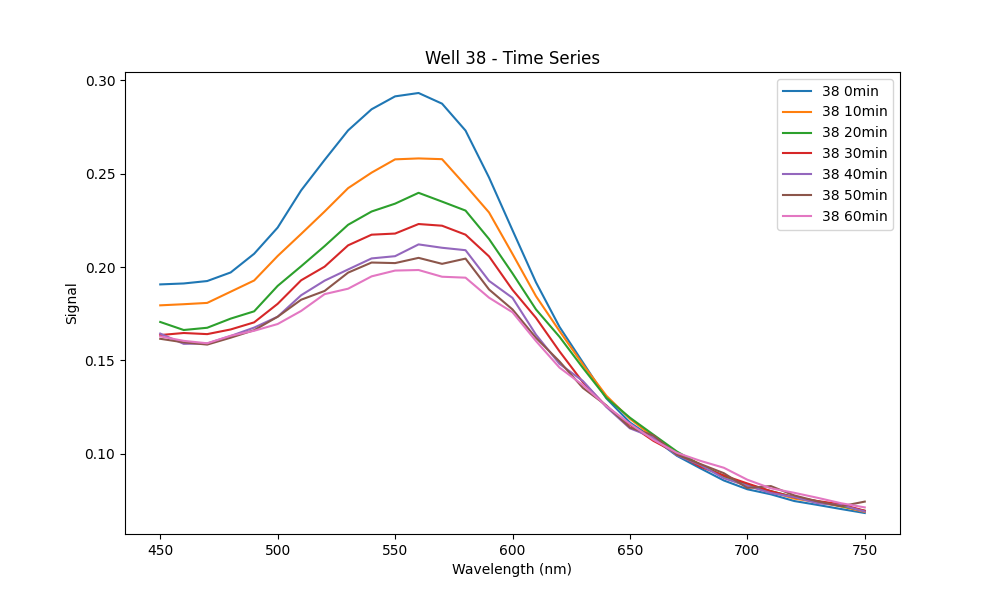 Well 38 - Time Series
0.30
0.25
0.20
0.15
0.10
Signal
38 0min
38 10min
38 20min
38 30min
38 40min
38 50min
38 60min
450 500 550 600 650 700 750
Wavelength (nm)